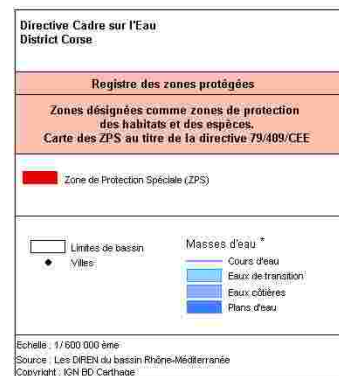 Directive Cadre sur l'Eau
District Corse
Registre des zones protégées
Zones désignées comme zones de protection
des habitats et des espèces.
Carte des ZPS au titre de la directive 79/409/CEE
Zone de Protection Spéciale (ZPS)
Limites de bassin
Villes
Masses d'eau *
Cours d'eau
Eaux de transition
Eaux côtières
Plans d'eau
Echelle : 1/600 000 ème
Source : Les DIREN du bassin Rhône-Méditerranée
Copyright : IGN BD Carthage